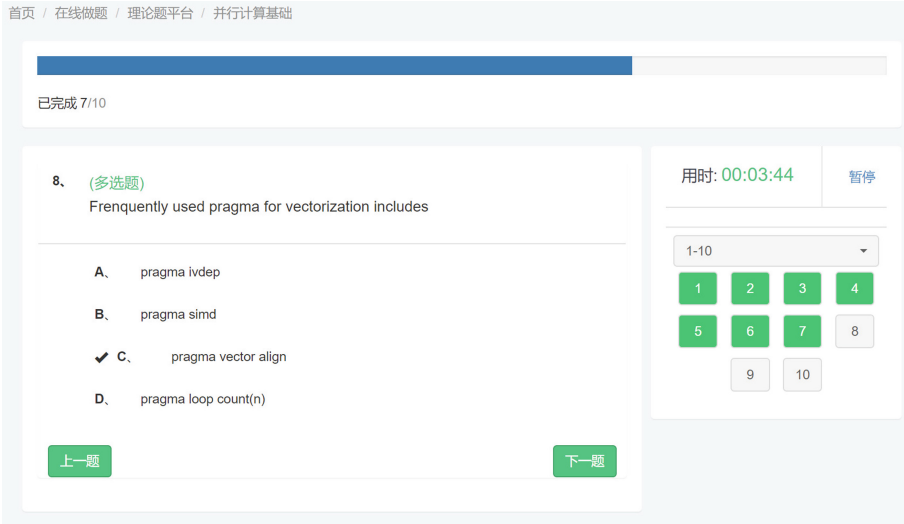 首页 / 在线做题 / 理论题平台 / 并行计算基础
已完成 7/10
8、 (多选题)
Frenquently used pragma for vectorization includes
A、 pragma ivdep
B、 pragma simd
C、 pragma vector align
D、 pragma loop count(n)
上一题 下一题
用时: 00:03:44 暂停
1-10
1 2 3 4
5 6 7 8
9 10